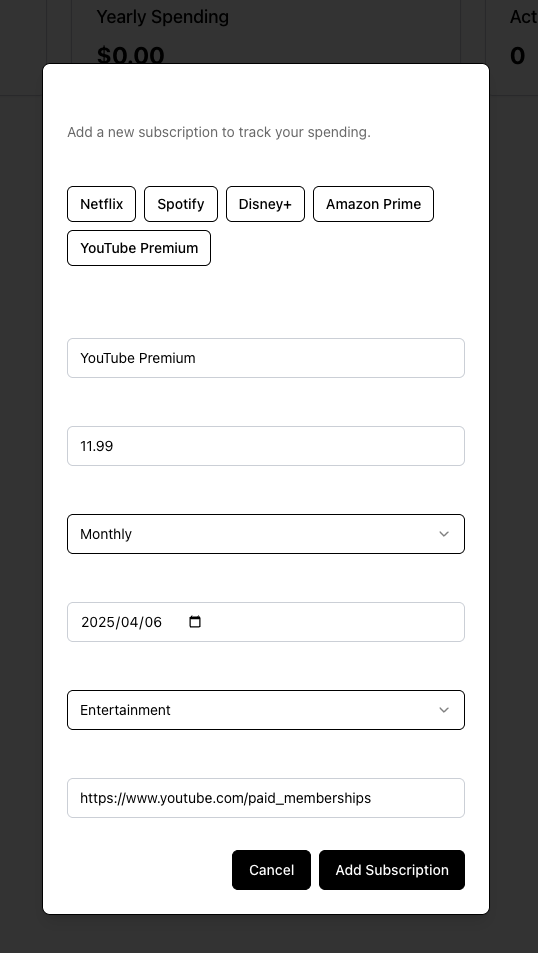 Yearly Spending
Act
$0.00
0
Add a new subscription to track your spending.
Netflix
Spotify
Disney+
Amazon Prime
YouTube Premium
YouTube Premium
11.99
Monthly
2025/04/06
Entertainment
https://www.youtube.com/paid_memberships
Cancel
Add Subscription